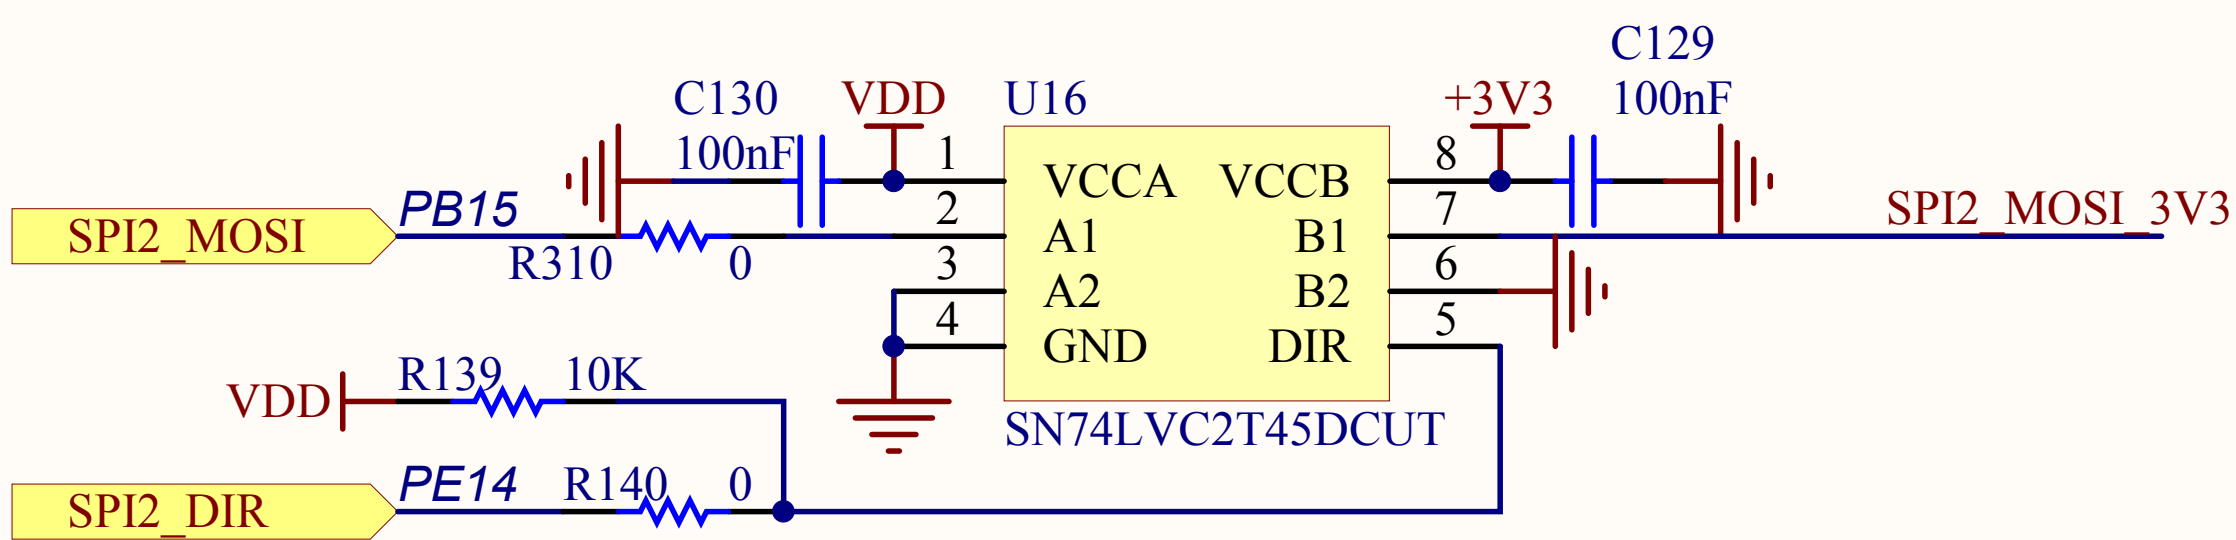 C129
C130
VDD
U16
+3V3
100nF
100nF
1
8
VCCA
VCCB
PB15
2
7
SPI2_MOSI_3V3
SPI2_MOSI
A1
B1
R310
0
3
6
A2
B2
4
5
GND
DIR
R139
10K
VDD
SN74LVC2T45DCUT
PE14
R140
0
SPI2_DIR